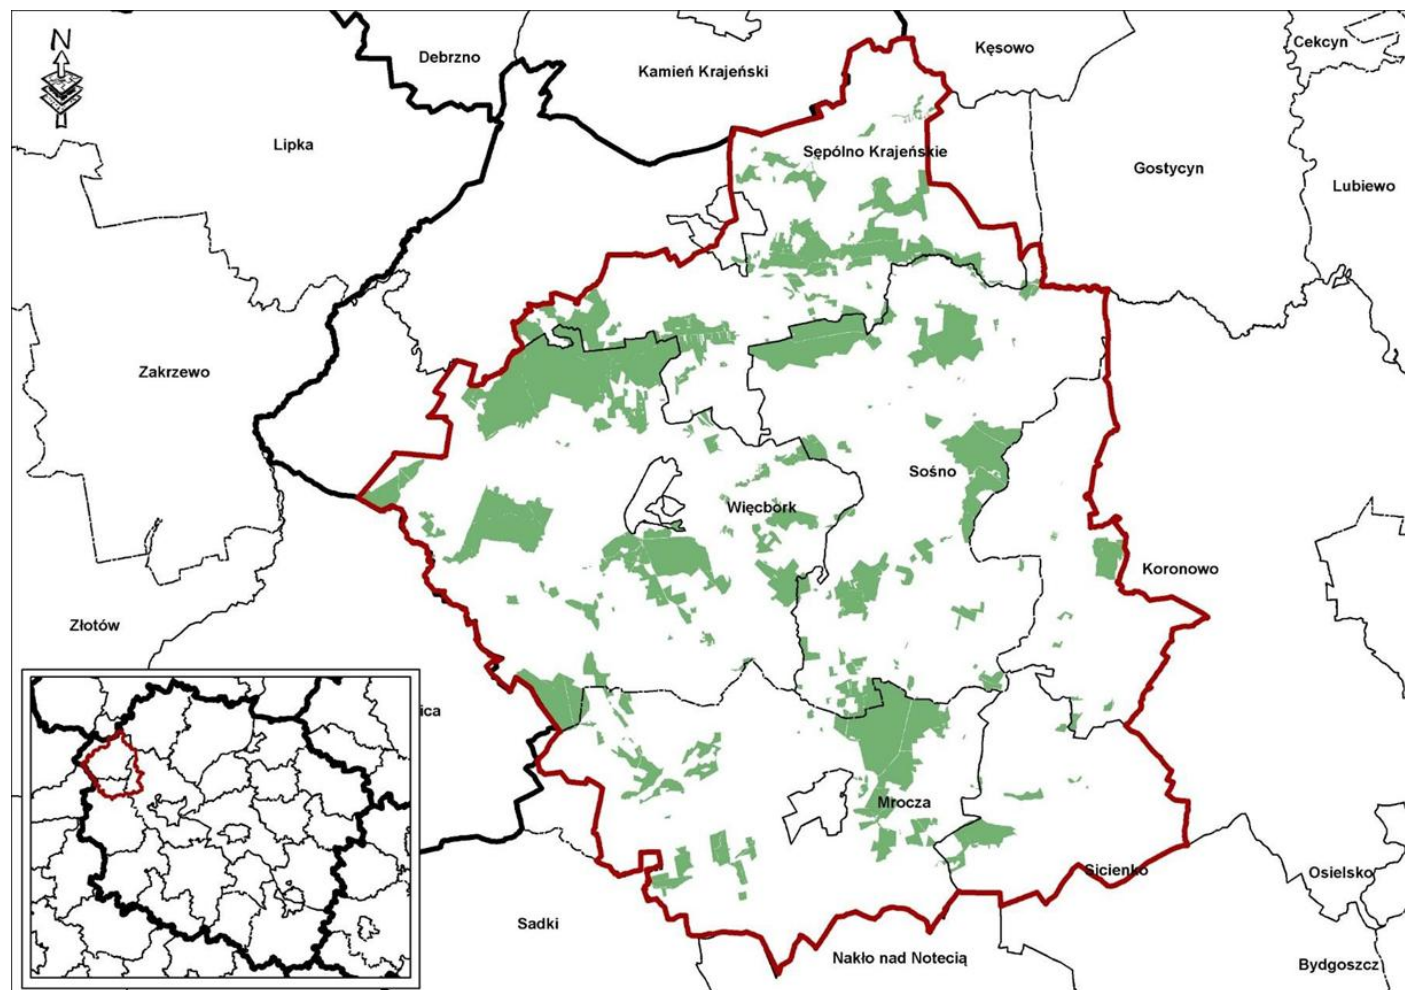 N
Debrzno
Kamień Krajeński
Kęsowo
Cekcyn
Lipka
Sępólno Krajeńskie
Gostycyn
Lubiewo
Zakrzewo
Sośno
Więcbork
Koronowo
Złotów
ica
Mrocza
Sicienko
Osielsko
Sadki
Nakło nad Notecią
Bydgoszcz